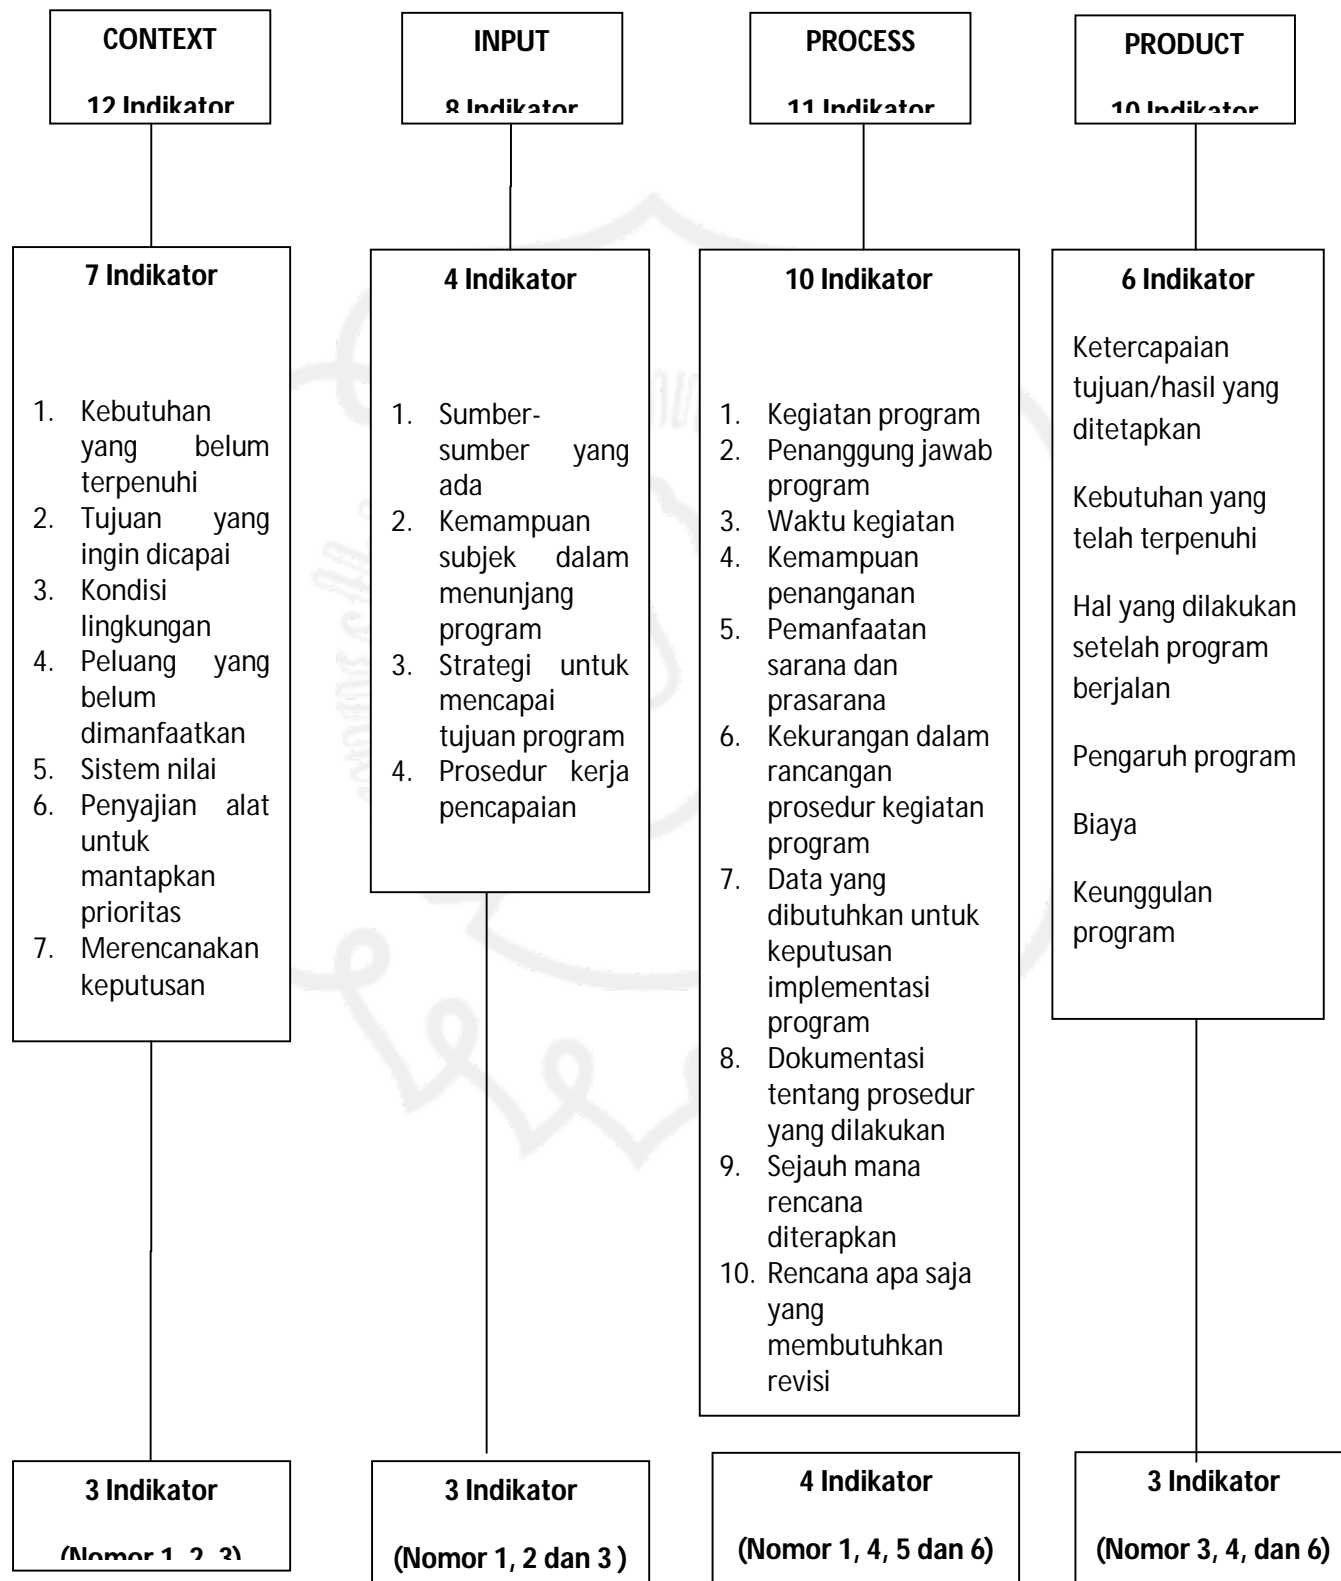 CONTEXT
12 Indikator
INPUT
8 Indikator
PROCESS
11 Indikator
PRODUCT
10 Indikator
7 Indikator
1. Kebutuhan
yang belum
terpenuhi
2. Tujuan yang
ingin dicapai
3. Kondisi
lingkungan
4. Peluang yang
belum
dimanfaatkan
5. Sistem nilai
6. Penyajian alat
untuk
mantapkan
prioritas
7. Merencanakan
keputusan
4 Indikator
1. Sumber-
sumber yang
ada
2. Kemampuan
subjek dalam
menunjang
program
3. Strategi untuk
mencapai
tujuan program
4. Prosedur kerja
pencapaian
10 Indikator
1. Kegiatan program
2. Penanggung jawab
program
3. Waktu kegiatan
4. Kemampuan
penanganan
5. Pemanfaatan
sarana dan
prasarana
6. Kekurangan dalam
rancangan
prosedur kegiatan
program
7. Data yang
dibutuhkan untuk
keputusan
implementasi
program
8. Dokumentasi
tentang prosedur
yang dilakukan
9. Sejauh mana
rencana
diterapkan
10. Rencana apa saja
yang
membutuhkan
revisi
6 Indikator
Ketercapaian
tujuan/hasil yang
ditetapkan
Kebutuhan yang
telah terpenuhi
Hal yang dilakukan
setelah program
berjalan
Pengaruh program
Biaya
Keunggulan
program
3 Indikator
(Nomor 1, 2, 3)
3 Indikator
(Nomor 1, 2 dan 3 )
4 Indikator
(Nomor 1, 4, 5 dan 6)
3 Indikator
(Nomor 3, 4, dan 6)